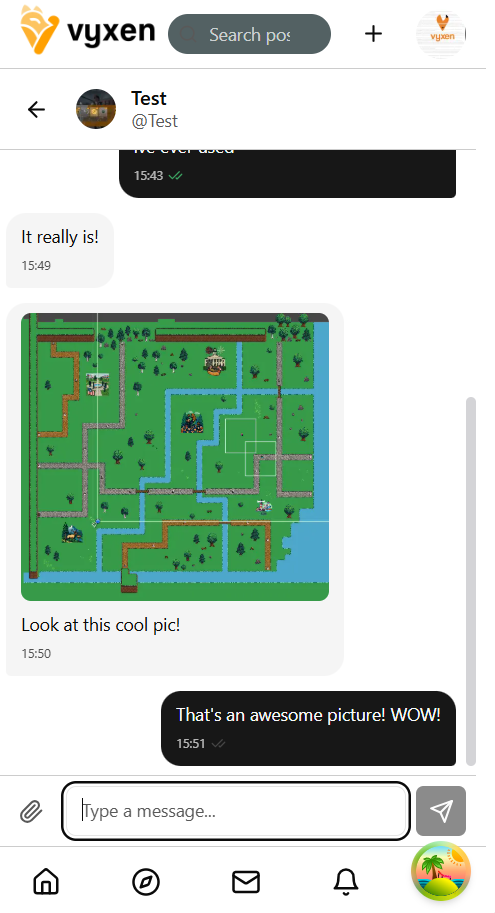 vyxen
Search pos
vyxen
Test
@Test
15:43
It really is!
15:49
Look at this cool pic!
15:50
That's an awesome picture! WOW!
15:51
Type a message...